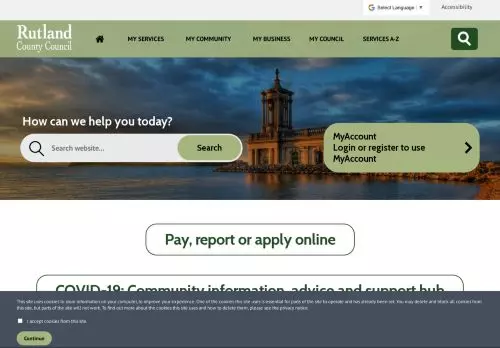 Select Language ▼
Accessibility
Rutland
County Council
MY SERVICES
MY COMMUNITY
MY BUSINESS
MY COUNCIL
SERVICES A-Z
How can we help you today?
Search website...
Search
MyAccount
Login or register to use
MyAccount
Pay, report or apply online
COVID-19: Community information, advice and support hub
This site uses cookies to store information on your computer, to improve your experience. One of the cookies this site uses is essential for parts of the site to operate and has already been set. You may delete and block all cookies from
this site, but parts of the site will not work. To find out more about the cookies this site uses and how to delete them, please see the privacy notice.
I accept cookies from this site.
Continue